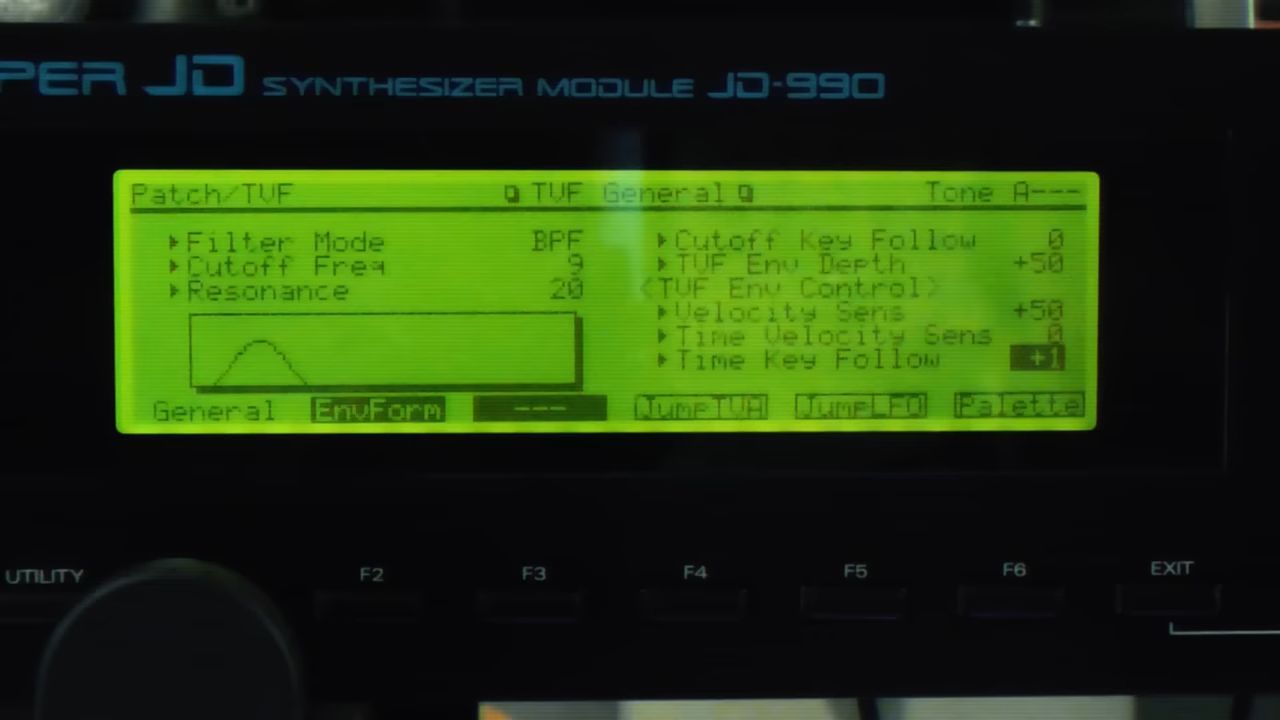 PER JD SYNTHESIZER MODULE JD-990
Patch/TVF TVF General Tone A---
Filter Mode BPF
Cutoff Freq 9
Resonance 20
Cutoff Key Follow 0
TVF Env Depth +50
<TVF Env Control>
Velocity Sens +50
Time Velocity Sens 0
Time Key Follow +1
General EnvForm --- JumpTVA JumpLFO Palette
UTILITY F2 F3 F4 F5 F6 EXIT